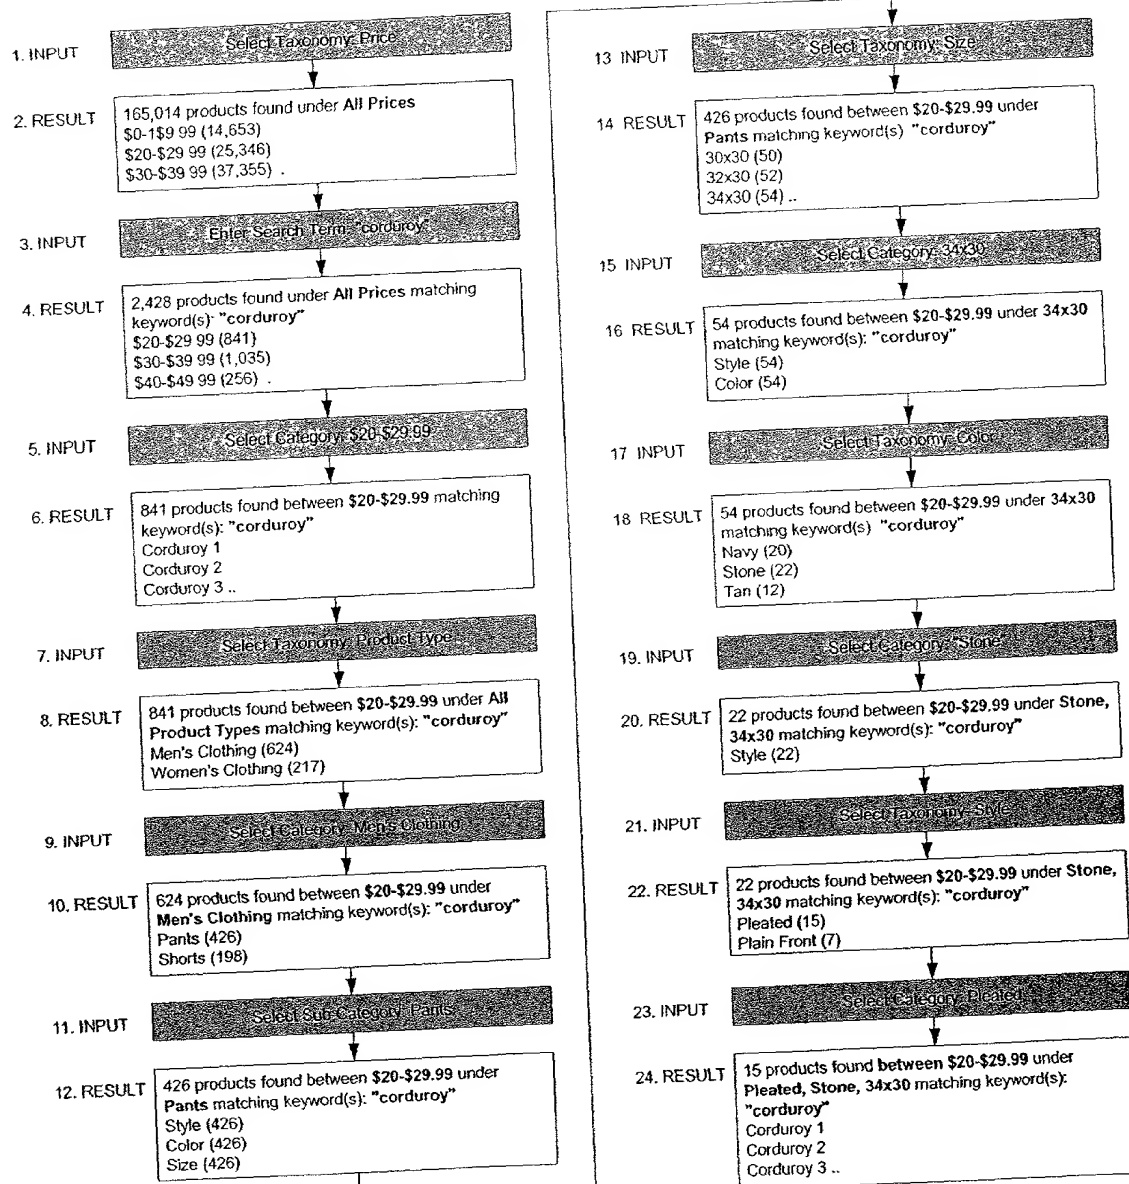 1. INPUT
Select Taxonomy: Price
2. RESULT
165,014 products found under All Prices
$0-1$9 99 (14,653)
$20-$29 99 (25,346)
$30-$39 99 (37,355) .
3. INPUT
Enter Search Term: "corduroy"
4. RESULT
2,428 products found under All Prices matching
keyword(s): "corduroy"
$20-$29 99 (841)
$30-$39 99 (1,035)
$40-$49 99 (256) .
5. INPUT
Select Category: $20-$29.99
6. RESULT
841 products found between $20-$29.99 matching
keyword(s): "corduroy"
Corduroy 1
Corduroy 2
Corduroy 3 ..
7. INPUT
Select Taxonomy: Product Type
8. RESULT
841 products found between $20-$29.99 under All
Product Types matching keyword(s): "corduroy"
Men's Clothing (624)
Women's Clothing (217)
9. INPUT
Select Category: Men's Clothing
10. RESULT
624 products found between $20-$29.99 under
Men's Clothing matching keyword(s): "corduroy"
Pants (426)
Shorts (198)
11. INPUT
Select Sub-Category: Pants
12. RESULT
426 products found between $20-$29.99 under
Pants matching keyword(s): "corduroy"
Style (426)
Color (426)
Size (426)
13 INPUT
Select Taxonomy: Size
14 RESULT
426 products found between $20-$29.99 under
Pants matching keyword(s) "corduroy"
30x30 (50)
32x30 (52)
34x30 (54) ..
15 INPUT
Select Category: 34x30
16 RESULT
54 products found between $20-$29.99 under 34x30
matching keyword(s): "corduroy"
Style (54)
Color (54)
17 INPUT
Select Taxonomy: Color
18 RESULT
54 products found between $20-$29.99 under 34x30
matching keyword(s) "corduroy"
Navy (20)
Stone (22)
Tan (12)
19. INPUT
Select Category: "Stone"
20. RESULT
22 products found between $20-$29.99 under Stone,
34x30 matching keyword(s): "corduroy"
Style (22)
21. INPUT
Select Taxonomy: Style
22. RESULT
22 products found between $20-$29.99 under Stone,
34x30 matching keyword(s): "corduroy"
Pleated (15)
Plain Front (7)
23. INPUT
Select Category: Pleated
24. RESULT
15 products found between $20-$29.99 under
Pleated, Stone, 34x30 matching keyword(s):
"corduroy"
Corduroy 1
Corduroy 2
Corduroy 3 ..